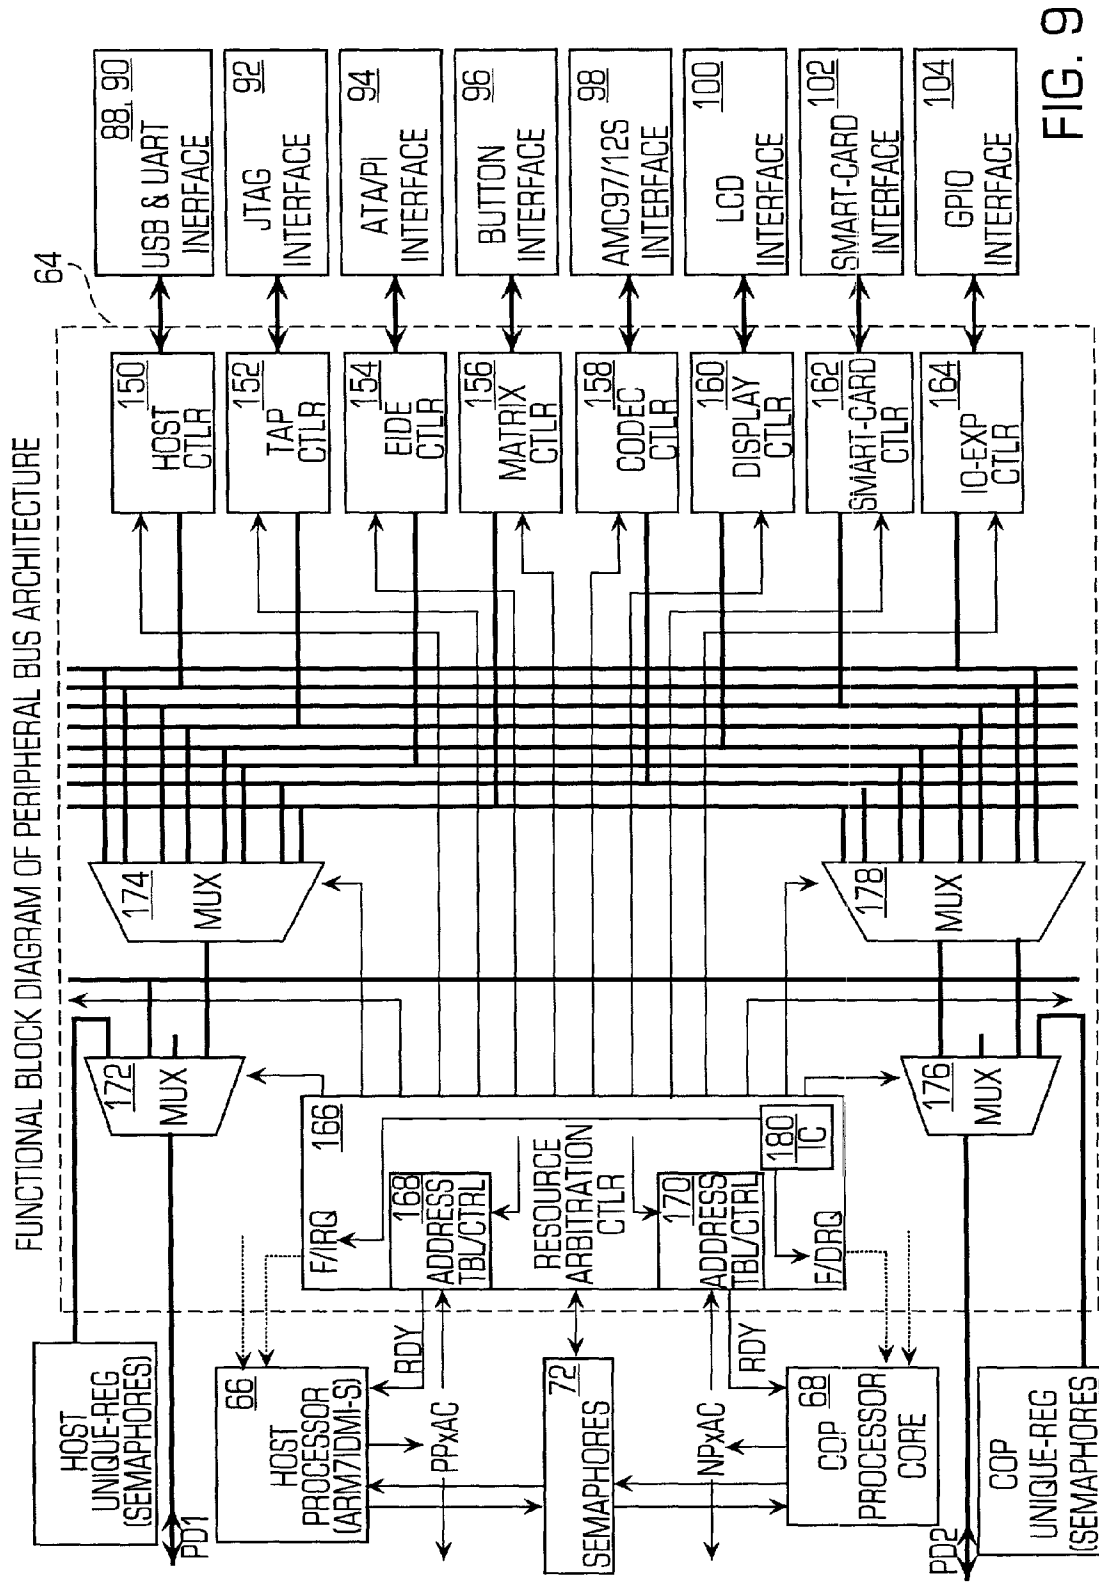 FUNCTIONAL BLOCK DIAGRAM OF PERIPHERAL BUS ARCHITECTURE
64
HOST
UNIQUE-REG
(SEMAPHORES)
PD1
172
MUX
174
MUX
150
HOST
CTLR
88, 90
USB & UART
INERFACE
152
TAP
CTLR
92
JTAG
INTERFACE
154
EIDE
CTLR
94
ATA/PI
INTERFACE
156
MATRIX
CTLR
96
BUTTON
INTERFACE
158
CODEC
CTLR
98
AMC97/12S
INTERFACE
160
DISPLAY
CTLR
100
LCD
INTERFACE
162
SMART-CARD
CTLR
102
SMART-CARD
INTERFACE
164
IO-EXP
CTLR
104
GPIO
INTERFACE
66
HOST
PROCESSOR
(ARM7IDMI-S)
RDY
PPxAC
72
SEMAPHORES
NPxAC
RDY
COP 68
PROCESSOR
CORE
166
F/IRQ
168
ADDRESS
TBL/CTRL
RESOURCE
ARBITRATION
CTLR
170
ADDRESS
TBL/CTRL
180
IC
F/DRQ
176
MUX
178
MUX
PD2
COP
UNIQUE-REG
(SEMAPHORES)
FIG. 9